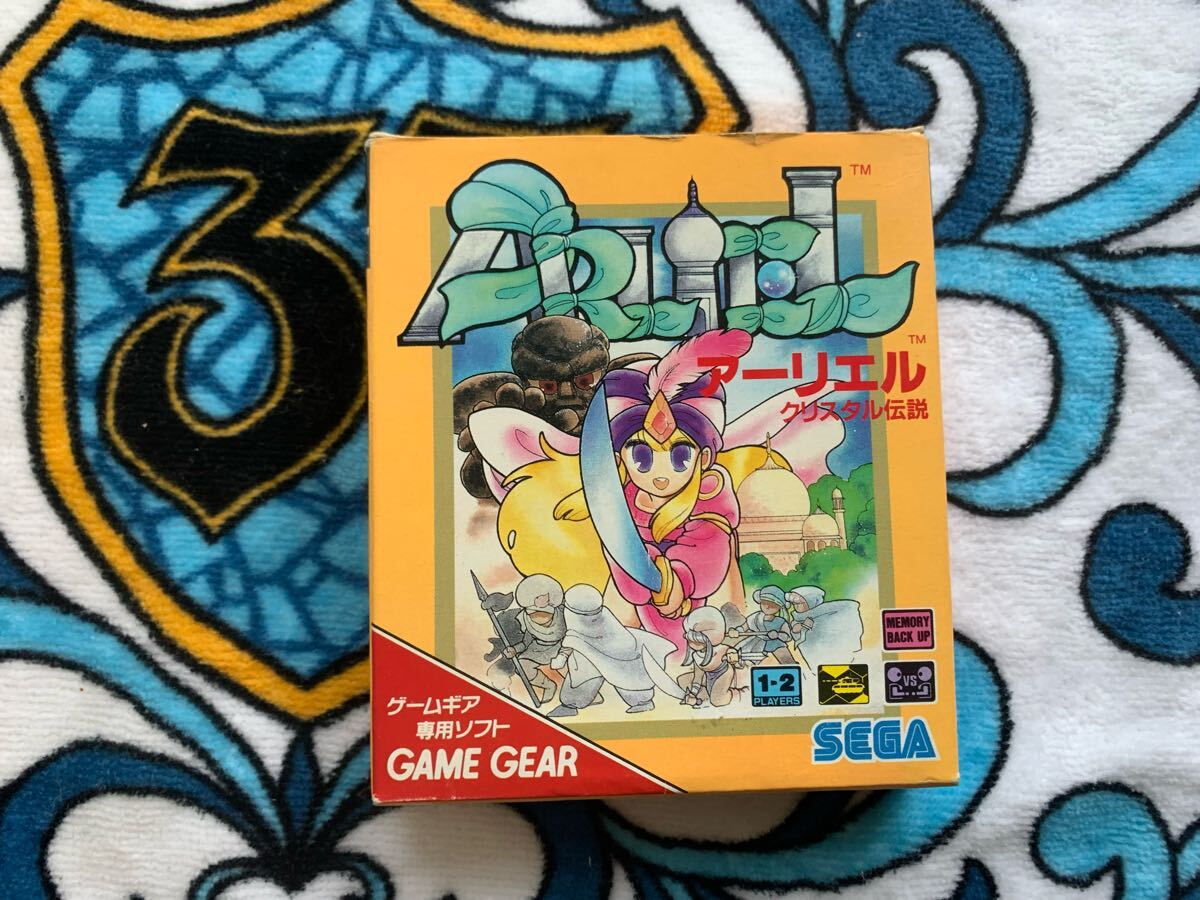 37
ARIEL
TM
アーリエル
TM
クリスタル伝説
MEMORY
BACK UP
1▸2
PLAYERS
VS
ゲームギア
専用ソフト
GAME GEAR
SEGA